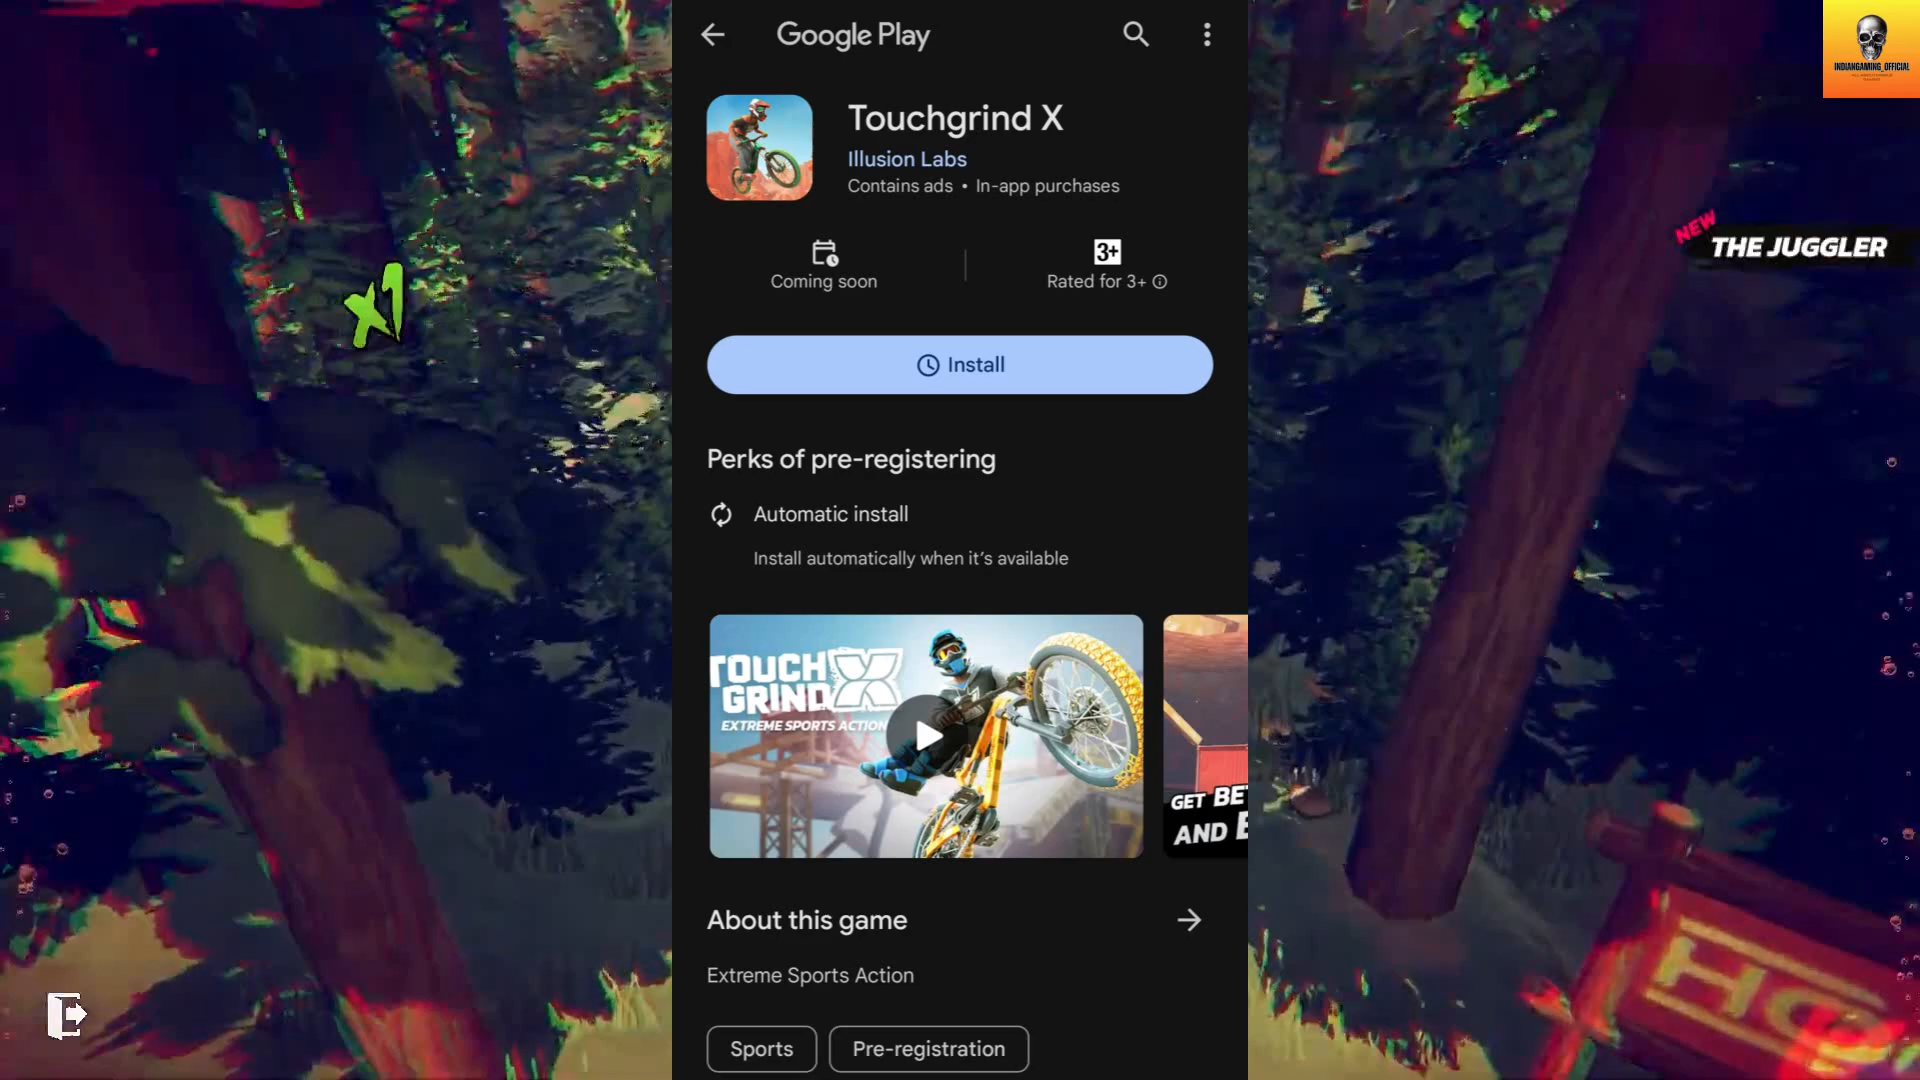 Google Play
INDIANGAMING_OFFICIAL
Touchgrind X
Illusion Labs
Contains ads • In-app purchases
NEW
THE JUGGLER
3+
Coming soon
Rated for 3+
x1
Install
Perks of pre-registering
Automatic install
Install automatically when it's available
TOUCH
GRIND X
EXTREME SPORTS ACTION
GET BE
AND E
About this game
Extreme Sports Action
HO
Sports
Pre-registration